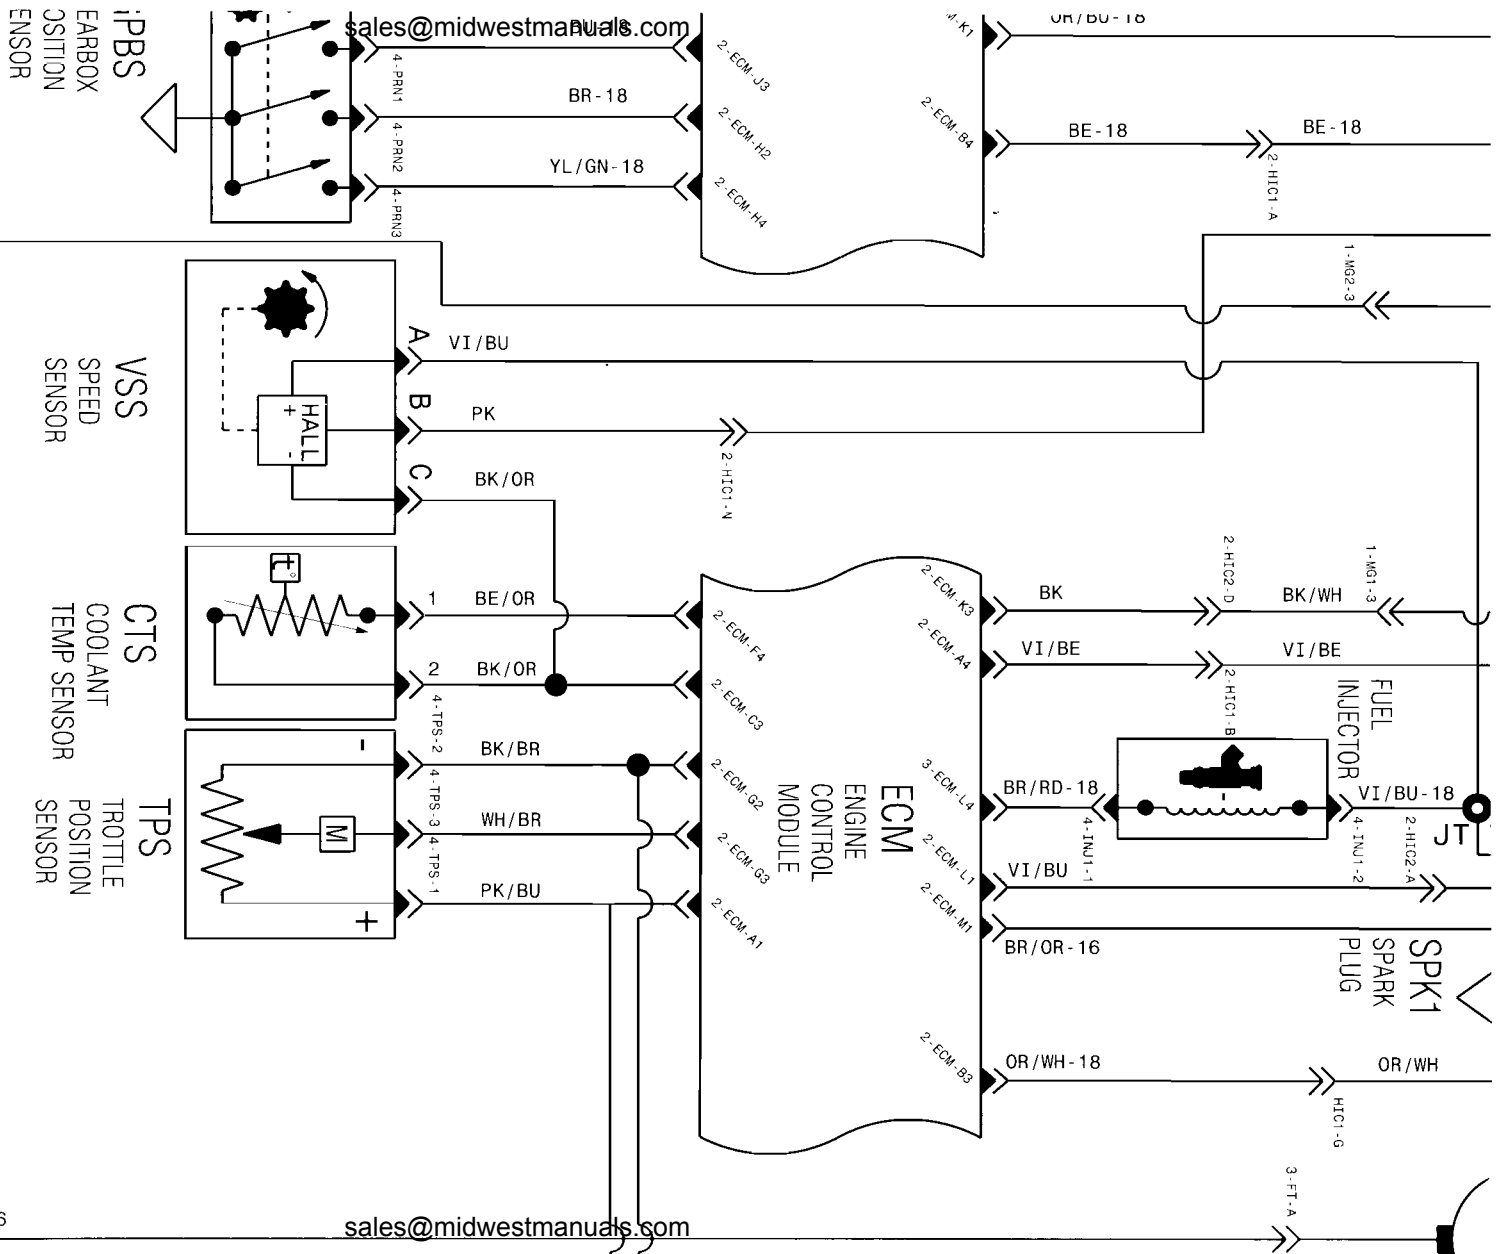 sales@midwestmanuals.com
OR/BU-18
2-ECM-J3
4-PRN1
BR-18
2-ECM-H2
4-PRN2
YL/GN-18
2-ECM-H4
4-PRN3
2-ECM-B4
BE-18
2-HIC1-A
BE-18
1-MG2-3
VSS
SPEED
SENSOR
HALL
+
-
A
VI/BU
B
PK
2-HIC1-N
C
BK/OR
CTS
COOLANT
TEMP SENSOR
t°
1
BE/OR
2-ECM-F4
2
BK/OR
2-ECM-C3
4-TPS-2
TPS
TROTTLE
POSITION
SENSOR
-
M
+
BK/BR
2-ECM-G2
4-TPS-3
WH/BR
2-ECM-G3
4-TPS-1
PK/BU
2-ECM-A1
ECM
ENGINE
CONTROL
MODULE
2-ECM-K3
BK
2-HIC2-D
BK/WH
1-MG1-3
2-ECM-A4
VI/BE
2-HIC1-B
VI/BE
FUEL
INJECTOR
3-ECM-L4
BR/RD-18
4-INJ1-1
4-INJ1-2
VI/BU-18
JT
2-ECM-L1
VI/BU
2-HIC2-A
2-ECM-M1
BR/OR-16
SPK1
SPARK
PLUG
2-ECM-B3
OR/WH-18
HIC1-G
OR/WH
3-FT-A
sales@midwestmanuals.com